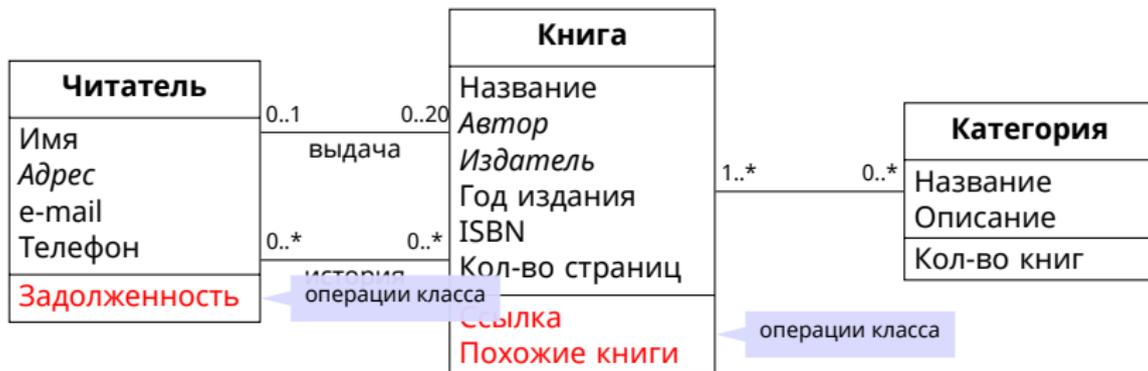 Читатель
Имя
Адрес
e-mail
Телефон
Задолженность
0..1
0..20
выдача
0..*
0..*
история
операции класса
Книга
Название
Автор
Издатель
Год издания
ISBN
Кол-во страниц
Ссылка
Похожие книги
операции класса
1..*
0..*
Категория
Название
Описание
Кол-во книг